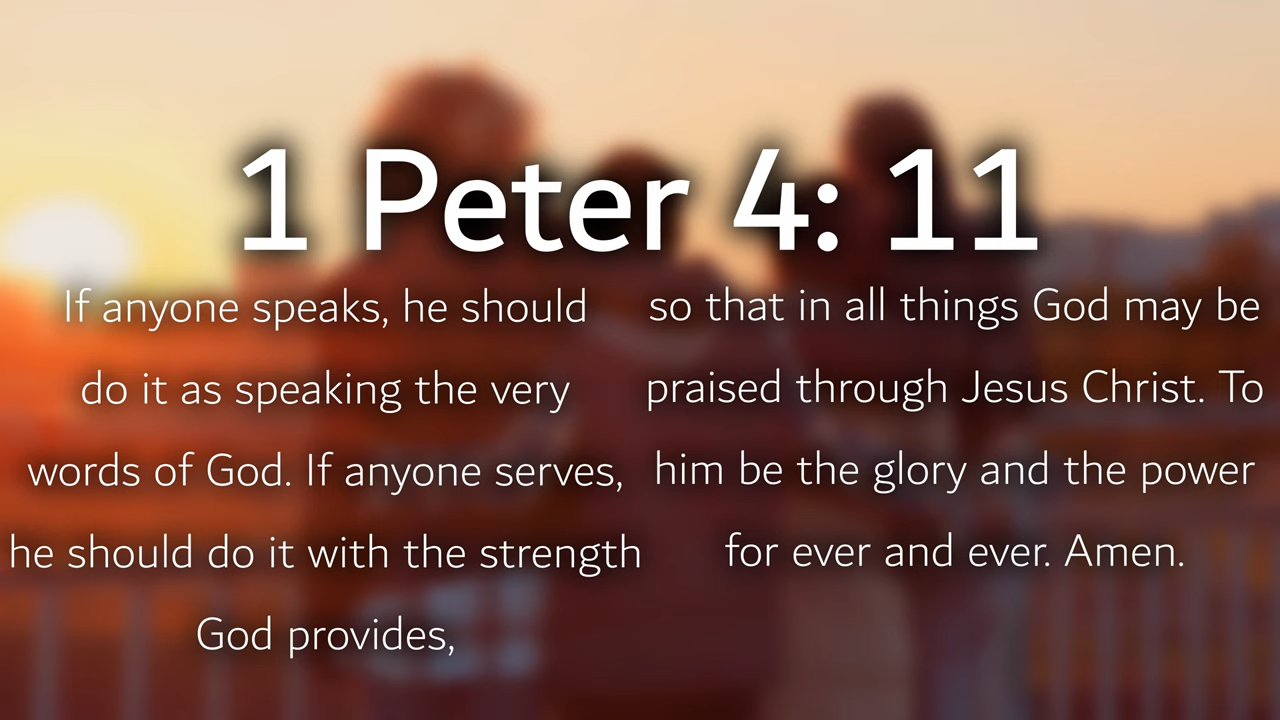 1 Peter 4: 11
If anyone speaks, he should
do it as speaking the very
words of God. If anyone serves,
he should do it with the strength
God provides,
so that in all things God may be
praised through Jesus Christ. To
him be the glory and the power
for ever and ever. Amen.